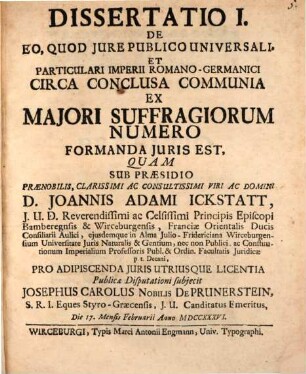 DISSERTATIO I.
DE
EO, QUOD JURE PUBLICO UNIVERSALI,
ET
PARTICULARI IMPERII ROMANO-GERMANICI
CIRCA CONCLUSA COMMUNIA
EX
MAJORI SUFFRAGIORUM
NUMERO
FORMANDA JURIS EST,
QUAM
SUB PRÆSIDIO
PRÆNOBILIS, CLARISSIMI AC CONSULTISSIMI VIRI AC DOMINI
D. JOANNIS ADAMI ICKSTATT,
J. U. D. Reverendissimi ac Celsissimi Principis Episcopi
Bambergensis & Wirceburgensis, Franciæ Orientalis Ducis
Consiliarii Aulici, ejusdemque in Alma Julio-Fridericiana Wirceburgen-
sium Universitate Juris Naturalis & Gentium, nec non Publici, ac Constitu-
tionum Imperialium Professoris Publ. & Ordin. Facultatis Juridicæ
p. t. Decani,
PRO ADIPISCENDA JURIS UTRIUSQUE LICENTIA
Publicæ Disputationi subjecit
JOSEPHUS CAROLUS NOBILIS DE PRUNERSTEIN,
S. R. I. Eques Styro-Græcensis, J. U. Canditatus Emeritus,
Die 17. Mensis Februarii Anno MDCCXXXVI.
WIRCEBURGI, Typis Marci Antonii Engmann, Univ. Typographi.